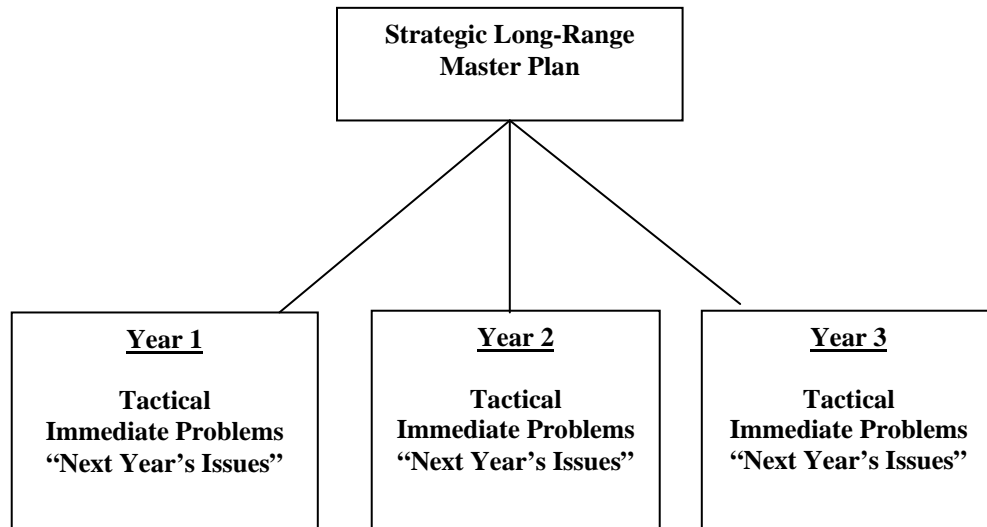 Strategic Long-Range
Master Plan
Year 1
Tactical
Immediate Problems
“Next Year’s Issues”
Year 2
Tactical
Immediate Problems
“Next Year’s Issues”
Year 3
Tactical
Immediate Problems
“Next Year’s Issues”